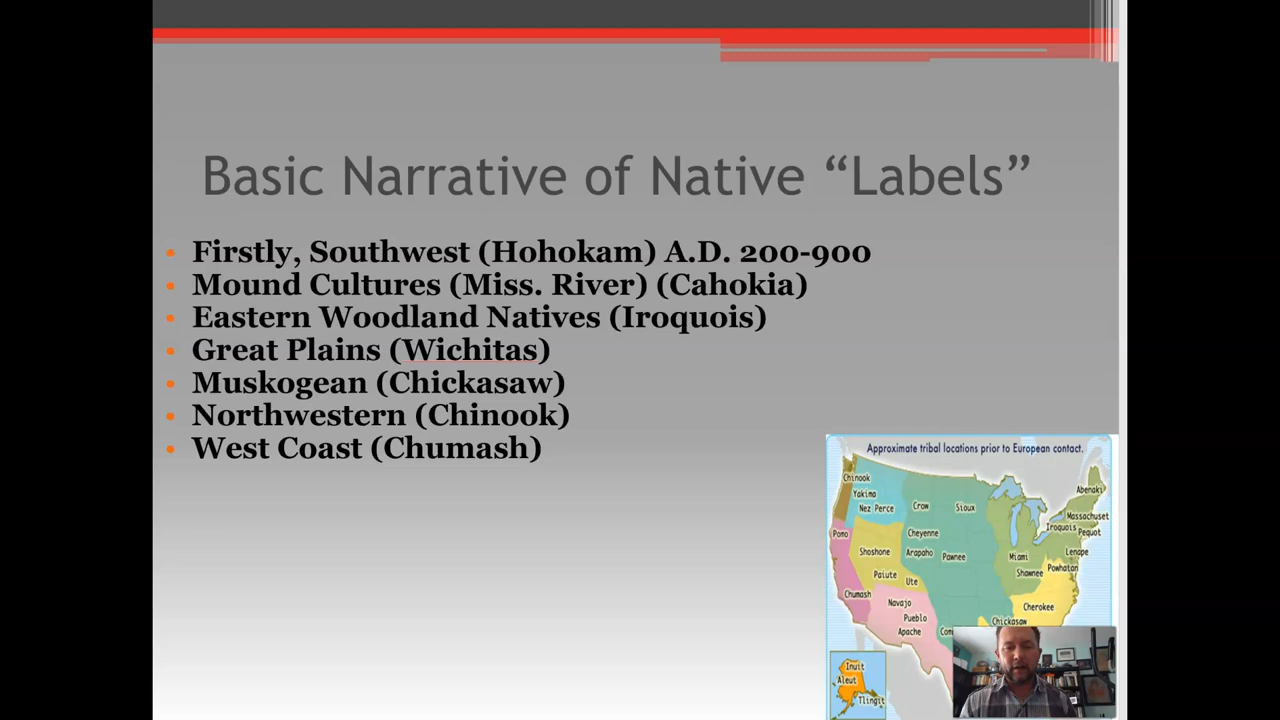 Basic Narrative of Native “Labels”
• Firstly, Southwest (Hohokam) A.D. 200-900
• Mound Cultures (Miss. River) (Cahokia)
• Eastern Woodland Natives (Iroquois)
• Great Plains (Wichitas)
• Muskogean (Chickasaw)
• Northwestern (Chinook)
• West Coast (Chumash)
Approximate tribal locations prior to European contact.
Chinook
Yakima
Nez Perce
Crow
Sioux
Abenaki
Massachuset
Iroquois
Pequot
Pomo
Cheyenne
Shoshone
Arapaho
Pawnee
Miami
Lenape
Shawnee
Powhatan
Paiute
Ute
Chumash
Navajo
Cherokee
Pueblo
Chickasaw
Apache
Inuit
Aleut
Tlingit